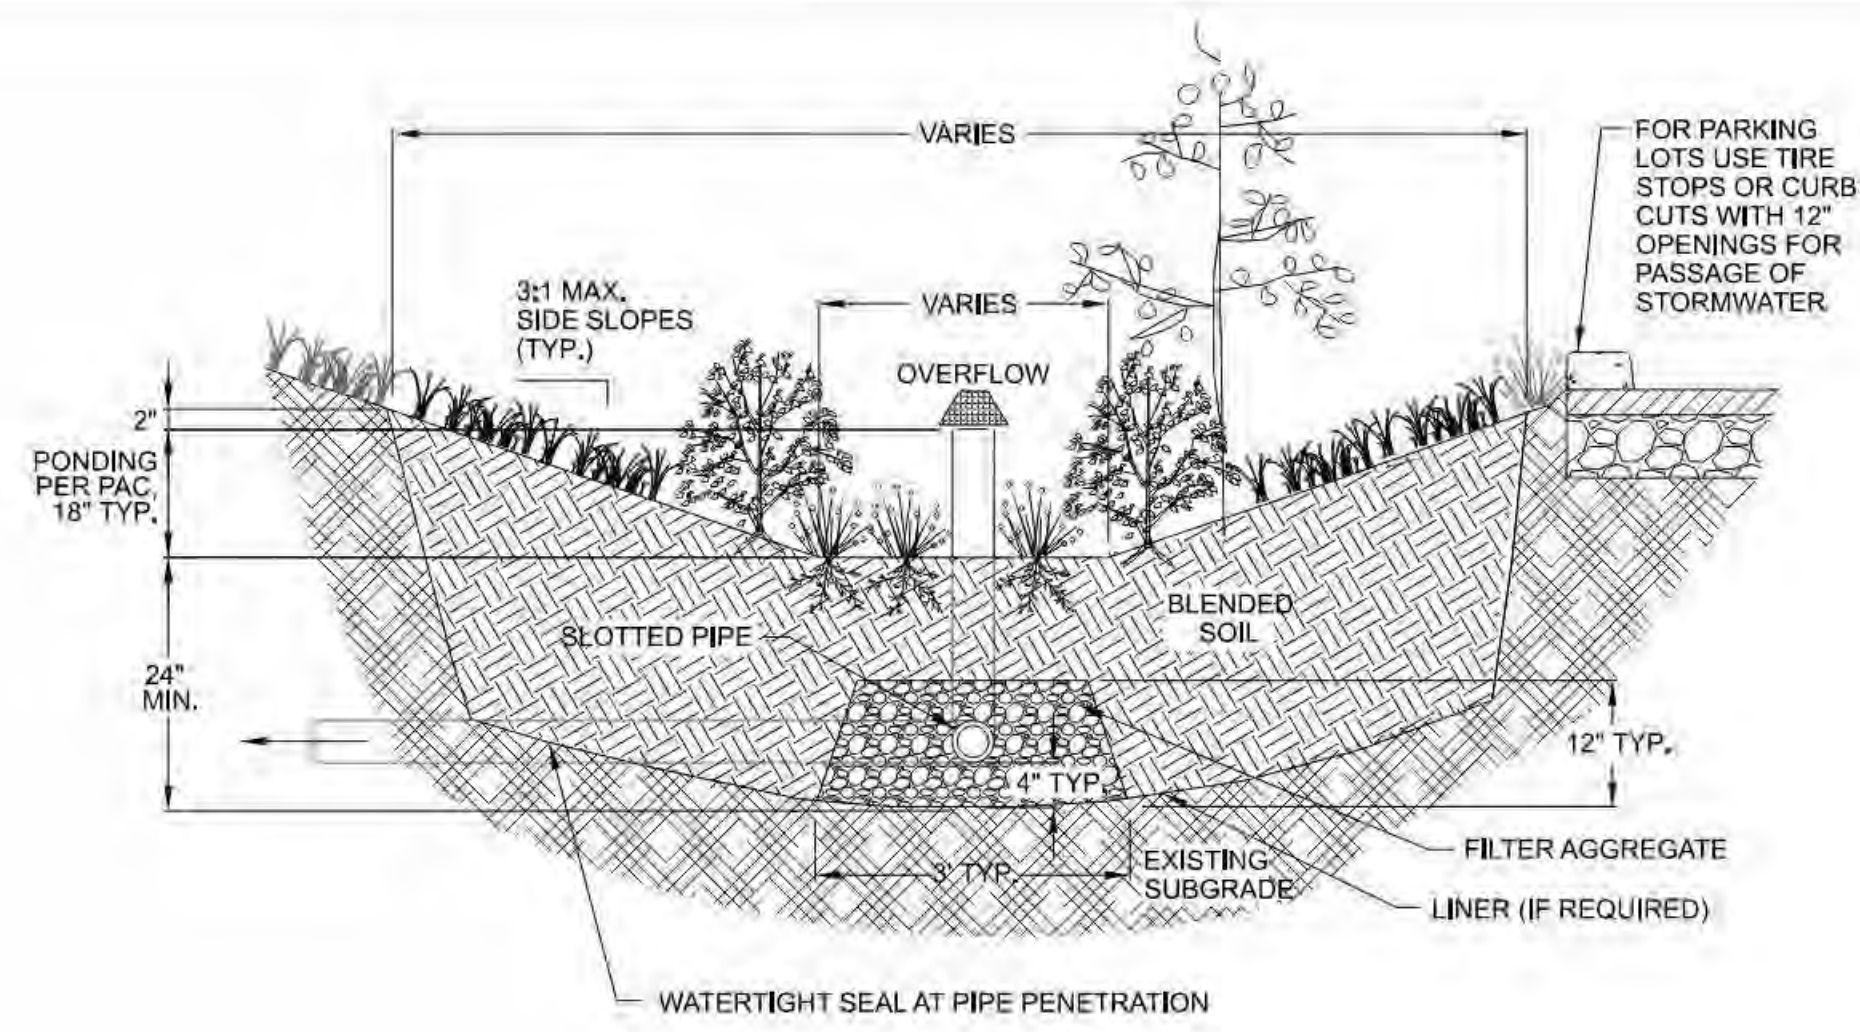 VARIES
FOR PARKING
LOTS USE TIRE
STOPS OR CURB
CUTS WITH 12"
OPENINGS FOR
PASSAGE OF
STORMWATER
3:1 MAX.
SIDE SLOPES
(TYP.)
VARIES
OVERFLOW
2"
PONDING
PER PAC,
18" TYP.
BLENDED
SOIL
SLOTTED PIPE
24"
MIN.
12" TYP.
4" TYP.
3' TYP.
EXISTING
SUBGRADE
FILTER AGGREGATE
LINER (IF REQUIRED)
WATERTIGHT SEAL AT PIPE PENETRATION